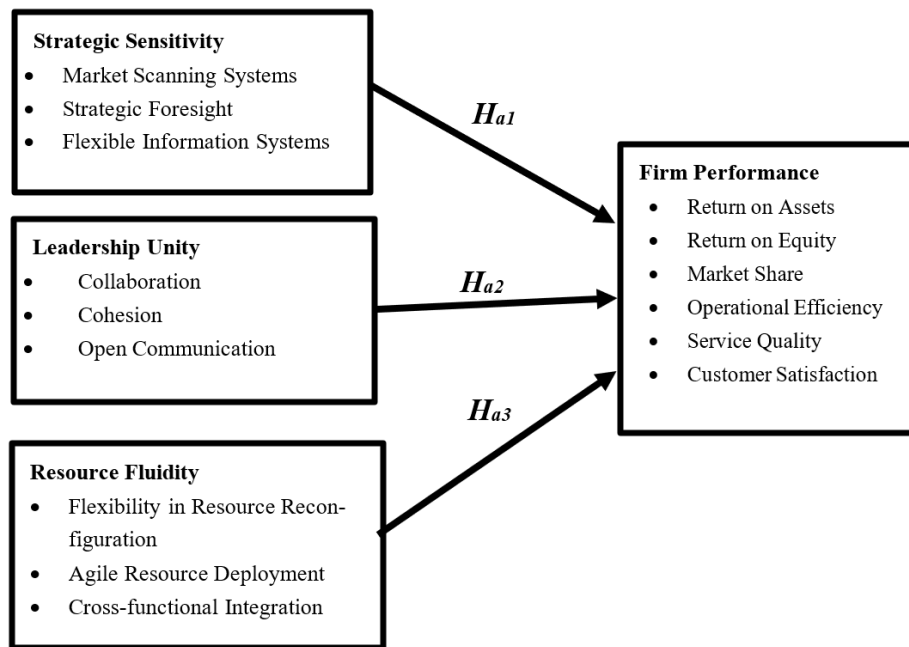 Strategic Sensitivity
• Market Scanning Systems
• Strategic Foresight
• Flexible Information Systems
Ha1
Leadership Unity
• Collaboration
• Cohesion
• Open Communication
Ha2
Resource Fluidity
• Flexibility in Resource Recon-
figuration
• Agile Resource Deployment
• Cross-functional Integration
Ha3
Firm Performance
• Return on Assets
• Return on Equity
• Market Share
• Operational Efficiency
• Service Quality
• Customer Satisfaction